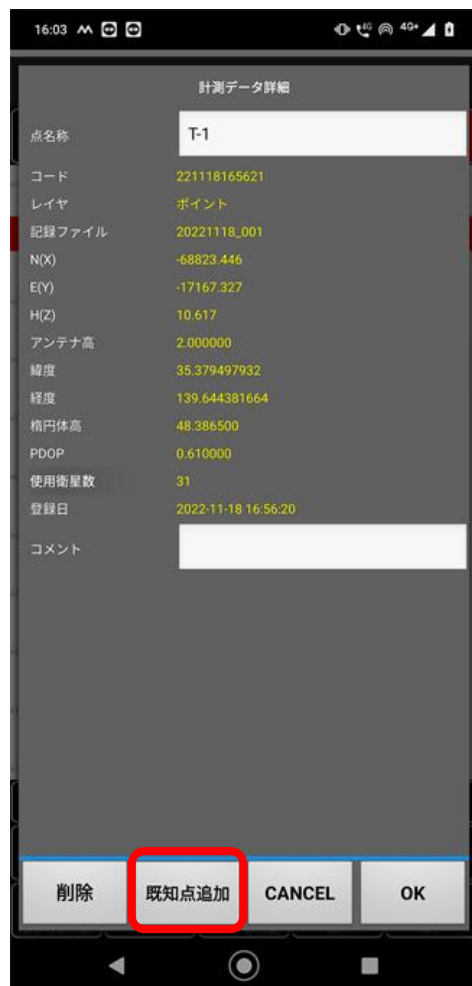 16:03 4G 4G+
計測データ詳細
点名称 T-1
コード 221118165621
レイヤ ポイント
記録ファイル 20221118_001
N(X) -68823.446
E(Y) -17167.327
H(Z) 10.617
アンテナ高 2.000000
緯度 35.379497932
経度 139.644381664
楕円体高 48.386500
PDOP 0.610000
使用衛星数 31
登録日 2022-11-18 16:56:20
コメント
削除 既知点追加 CANCEL OK